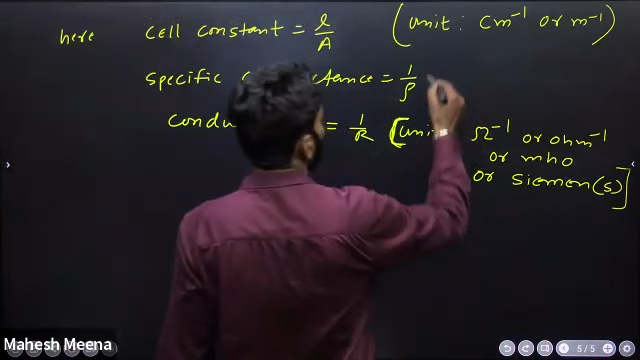 here cell constant = l/A (unit: cm⁻¹ or m⁻¹)
specific = 1/ρ
= 1/R [unit Ω⁻¹ or ohm⁻¹
or mho
or siemen(s)]
Mahesh Meena
5/5